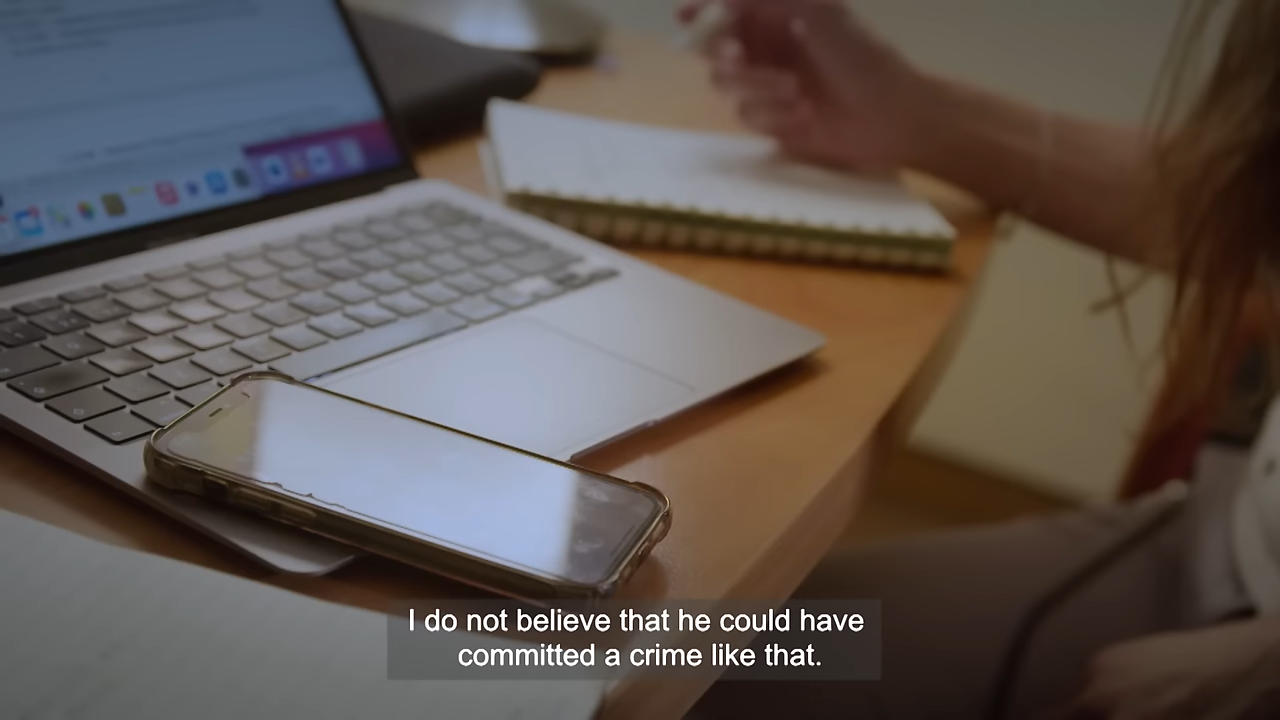 I do not believe that he could have
committed a crime like that.